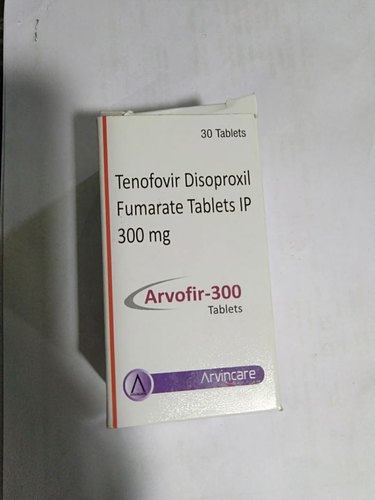 30 Tablets
Tenofovir Disoproxil
Fumarate Tablets IP
300 mg
Arvofir-300
Tablets
Arvincare